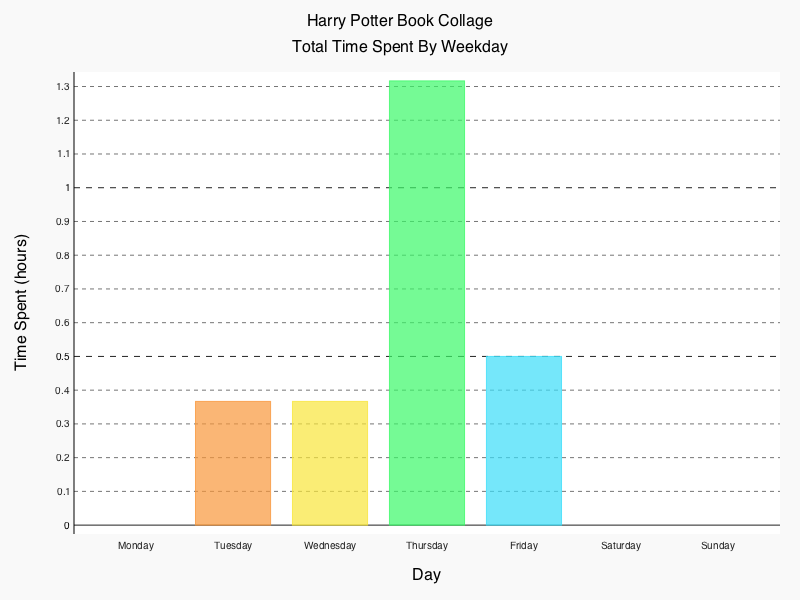 Harry Potter Book Collage
Total Time Spent By Weekday
1.3
1.2
1.1
1
0.9
0.8
0.7
0.6
0.5
0.4
0.3
0.2
0.1
0
Time Spent (hours)
Monday Tuesday Wednesday Thursday Friday Saturday Sunday
Day